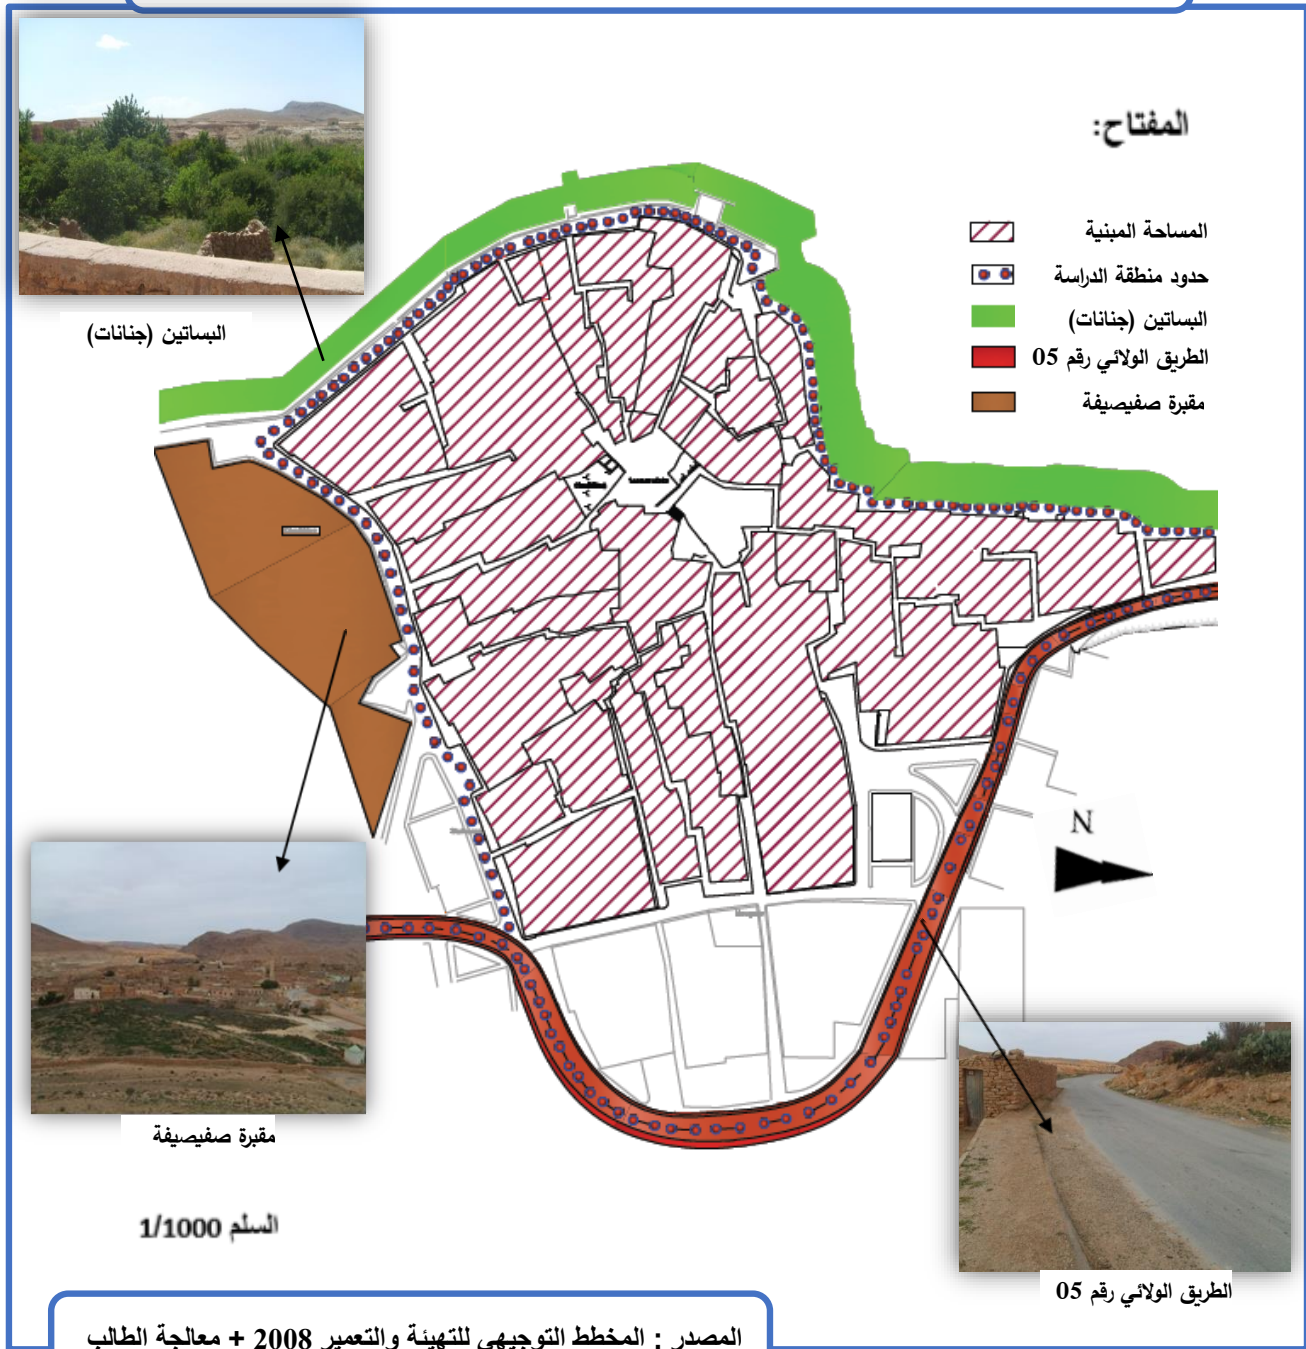 المفتاح:
المساحة المبنية
حدود منطقة الدراسة
البساتين (جنانات)
الطريق الولائي رقم 05
مقبرة صفيصيفة
البساتين (جنانات)
N
مقبرة صفيصيفة
السلم 1/1000
الطريق الولائي رقم 05
المصدر : المخطط التوجيهي للتهيئة والتعمير 2008 + معالجة الطالب